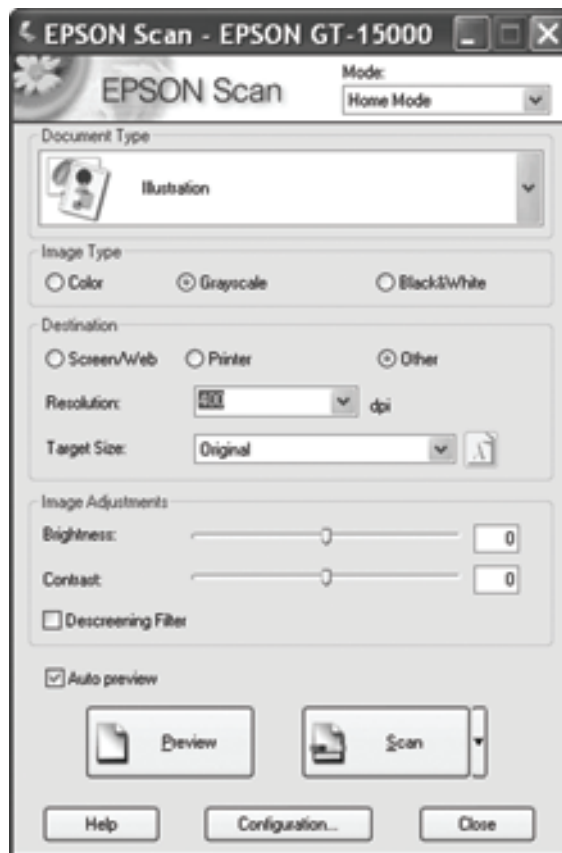 EPSON Scan - EPSON GT-15000
EPSON Scan
Mode:
Home Mode
Document Type
Illustration
Image Type
Color Grayscale Black&White
Destination
Screen/Web Printer Other
Resolution: 400 dpi
Target Size: Original
Image Adjustments
Brightness: 0
Contrast: 0
Descreening Filter
Auto preview
Preview Scan
Help Configuration... Close